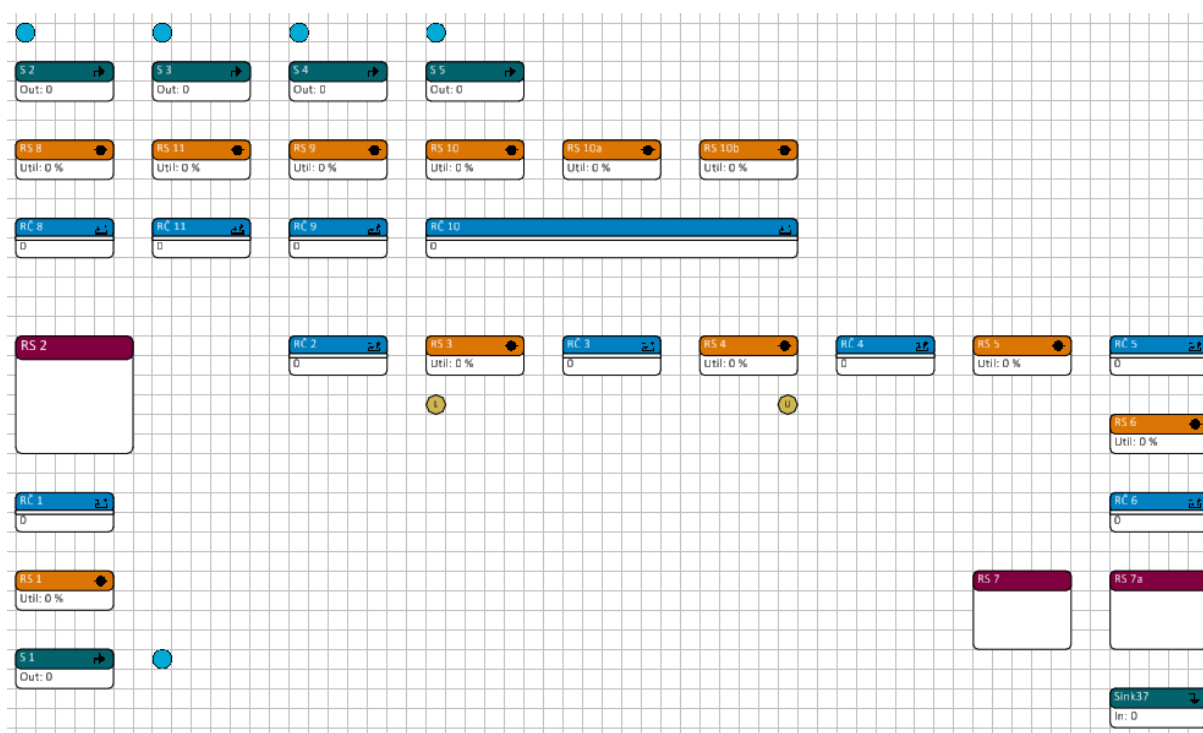 S 2
Out: 0
S 3
Out: 0
S 4
Out: 0
S 5
Out: 0
RS 8
Util: 0 %
RS 11
Util: 0 %
RS 9
Util: 0 %
RS 10
Util: 0 %
RS 10a
Util: 0 %
RS 10b
Util: 0 %
RČ 8
0
RČ 11
0
RČ 9
0
RČ 10
0
RS 2
RČ 2
0
RS 3
Util: 0 %
RČ 3
0
RS 4
Util: 0 %
RČ 4
0
RS 5
Util: 0 %
RČ 5
0
L
U
RS 6
Util: 0 %
RČ 1
0
RČ 6
0
RS 1
Util: 0 %
RS 7
RS 7a
S 1
Out: 0
Sink37
In: 0